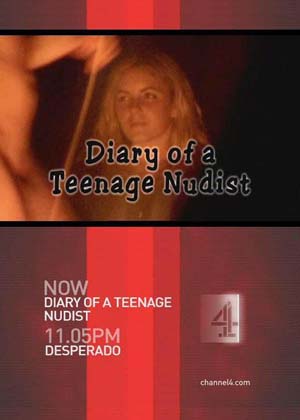 Diary of a
Teenage Nudist
NOW
DIARY OF A TEENAGE
NUDIST
11.05PM
DESPERADO
4
channel4.com